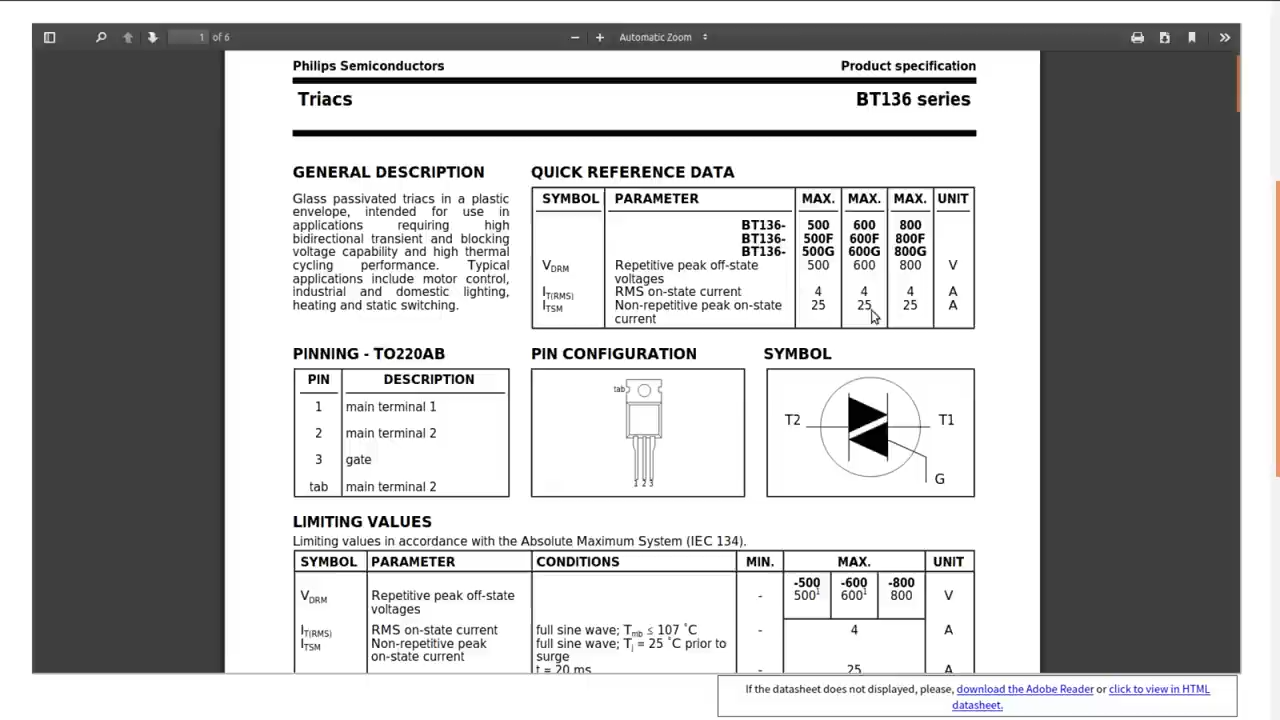 1 of 6
Automatic Zoom
Philips Semiconductors Product specification
Triacs BT136 series
GENERAL DESCRIPTION
Glass passivated triacs in a plastic
envelope, intended for use in
applications requiring high
bidirectional transient and blocking
voltage capability and high thermal
cycling performance. Typical
applications include motor control,
industrial and domestic lighting,
heating and static switching.
QUICK REFERENCE DATA
SYMBOL PARAMETER MAX. MAX. MAX. UNIT
BT136- 500 600 800
BT136- 500F 600F 800F
BT136- 500G 600G 800G
VDRM Repetitive peak off-state 500 600 800 V
voltages
IT(RMS) RMS on-state current 4 4 4 A
ITSM Non-repetitive peak on-state 25 25 25 A
current
PINNING - TO220AB
PIN DESCRIPTION
1 main terminal 1
2 main terminal 2
3 gate
tab main terminal 2
PIN CONFIGURATION
tab
1 2 3
SYMBOL
T2 T1
G
LIMITING VALUES
Limiting values in accordance with the Absolute Maximum System (IEC 134).
SYMBOL PARAMETER CONDITIONS MIN. MAX. UNIT
-500 -600 -800
VDRM Repetitive peak off-state - 500¹ 600¹ 800 V
voltages
IT(RMS) RMS on-state current full sine wave; Tmb ≤ 107 ˚C - 4 A
ITSM Non-repetitive peak full sine wave; Tj = 25 ˚C prior to
on-state current surge
t = 20 ms - 25 A
If the datasheet does not displayed, please, download the Adobe Reader or click to view in HTML
datasheet.